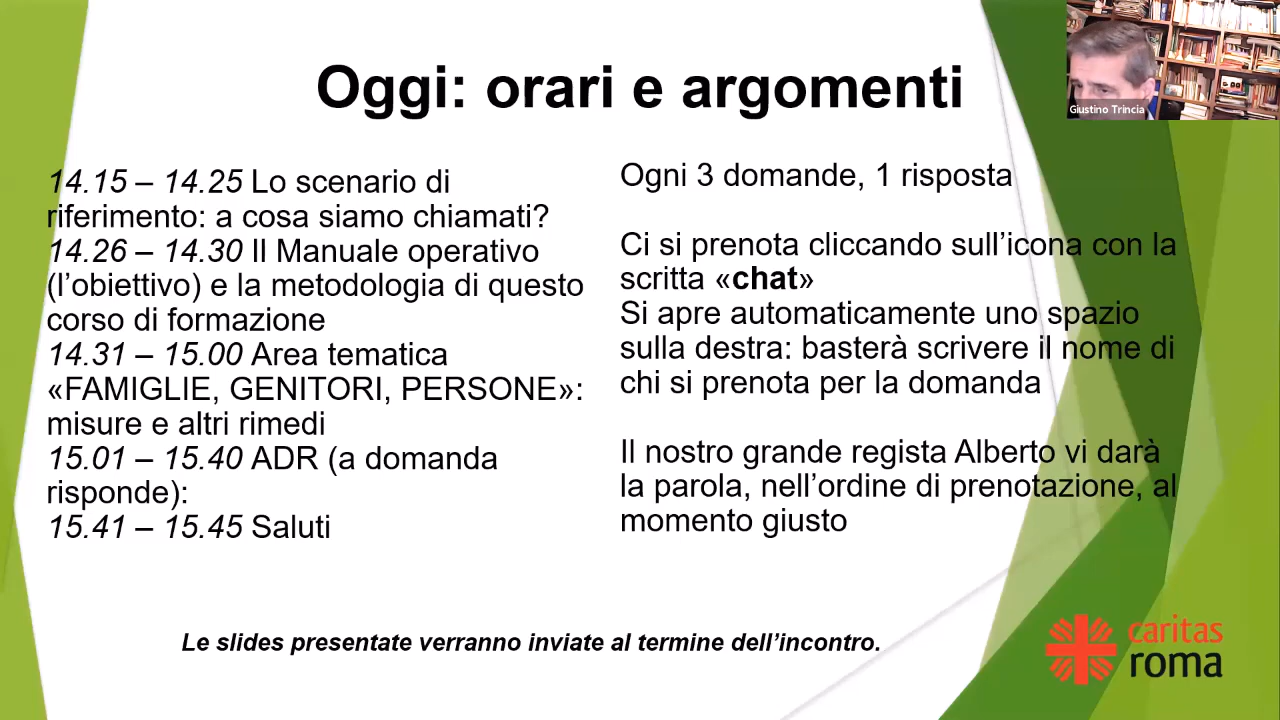 Oggi: orari e argomenti
Giustino Trincia
14.15 – 14.25 Lo scenario di
riferimento: a cosa siamo chiamati?
14.26 – 14.30 Il Manuale operativo
(l’obiettivo) e la metodologia di questo
corso di formazione
14.31 – 15.00 Area tematica
«FAMIGLIE, GENITORI, PERSONE»:
misure e altri rimedi
15.01 – 15.40 ADR (a domanda
risponde):
15.41 – 15.45 Saluti
Ogni 3 domande, 1 risposta
Ci si prenota cliccando sull’icona con la
scritta «chat»
Si apre automaticamente uno spazio
sulla destra: basterà scrivere il nome di
chi si prenota per la domanda
Il nostro grande regista Alberto vi darà
la parola, nell’ordine di prenotazione, al
momento giusto
Le slides presentate verranno inviate al termine dell’incontro.
caritas
roma